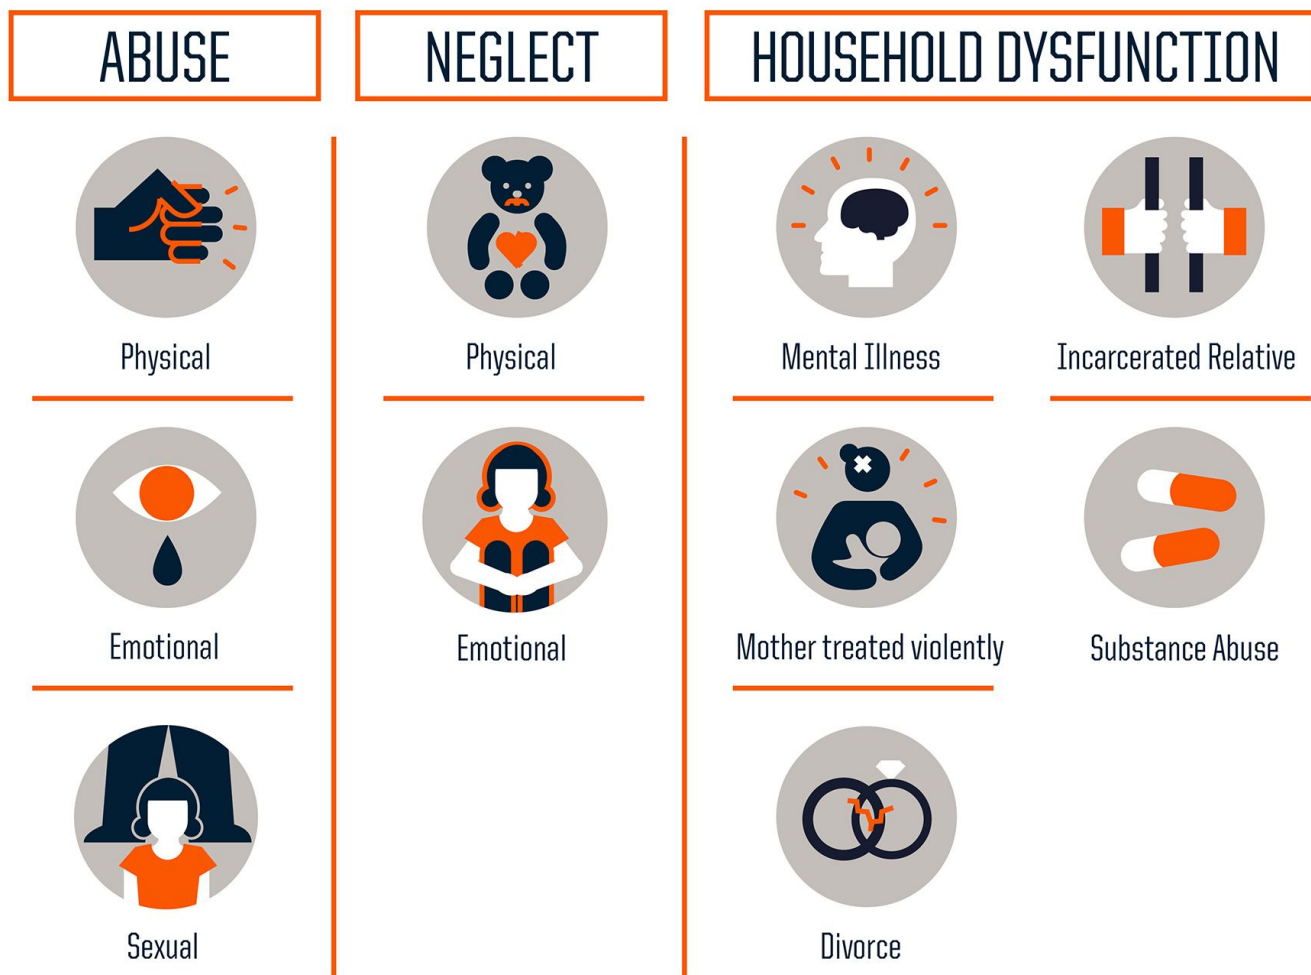 ABUSE
Physical
Emotional
Sexual
NEGLECT
Physical
Emotional
HOUSEHOLD DYSFUNCTION
Mental Illness
Incarcerated Relative
Mother treated violently
Substance Abuse
Divorce